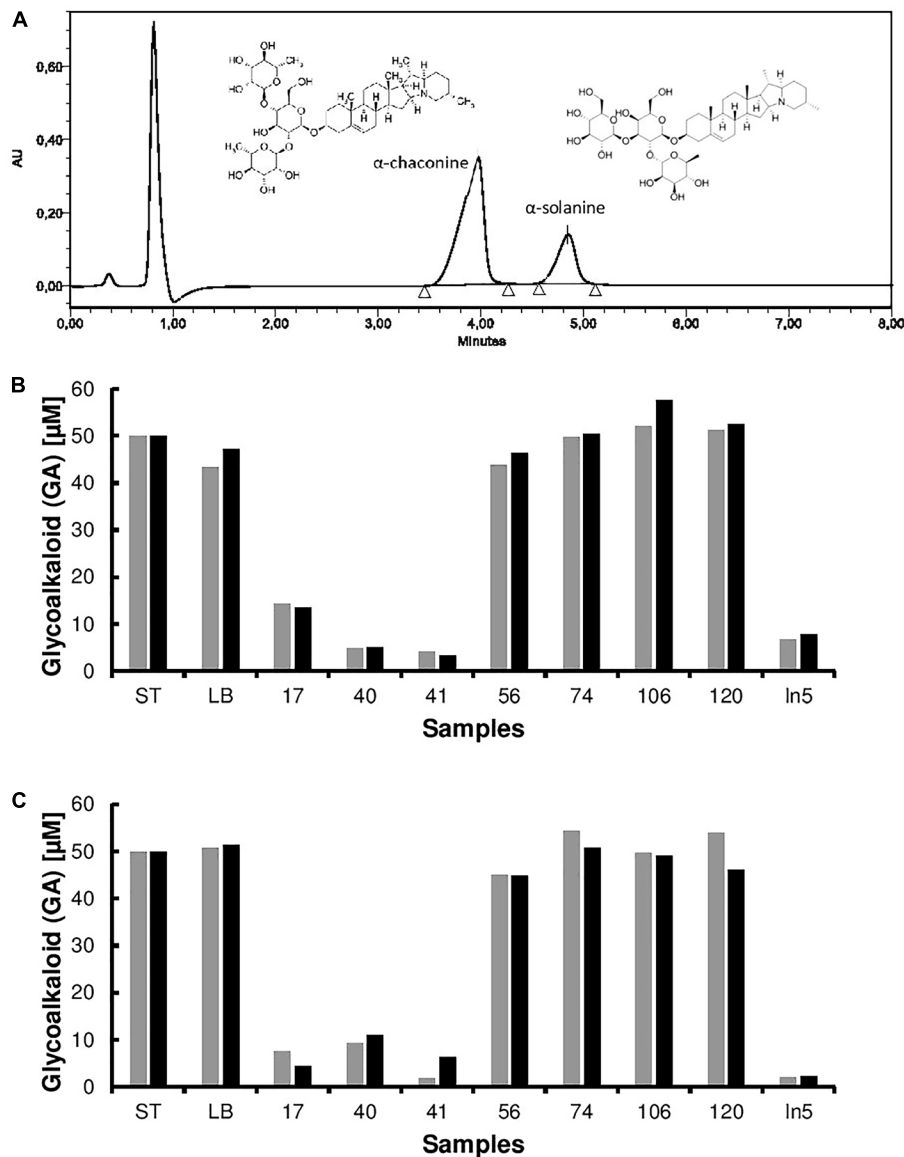 A
0,60
0,40
0,20
0,00
AU
α-chaconine
α-solanine
0,00 1,00 2,00 3,00 4,00 5,00 6,00 7,00 8,00
Minutes
B
Glycoalkaloid (GA) [µM]
60
50
40
30
20
10
0
ST LB 17 40 41 56 74 106 120 In5
Samples
C
Glycoalkaloid (GA) [µM]
60
50
40
30
20
10
0
ST LB 17 40 41 56 74 106 120 In5
Samples